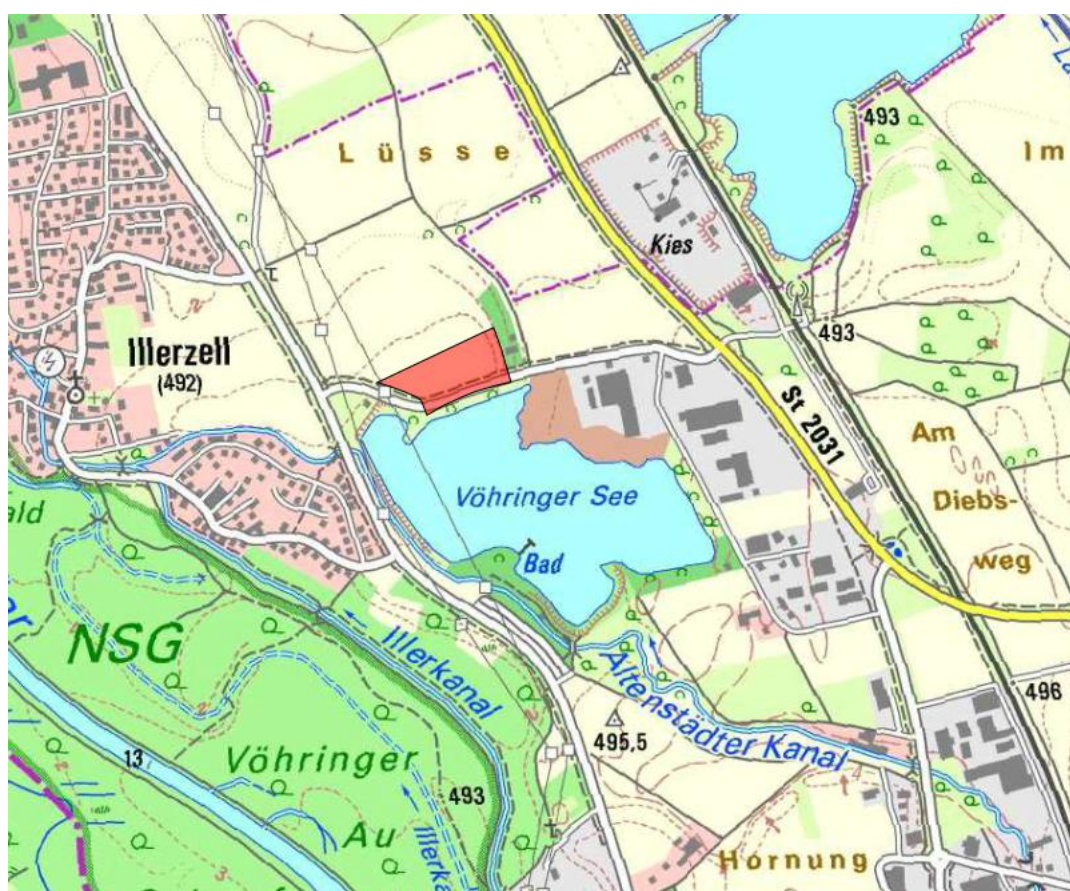 493
Lüsse
Im
Kies
Illerzell
(492)
493
St 2031
Am
Diebs-
weg
Vöhringer See
Bad
ald
NSG
Illerkanal
Altenstädter Kanal
496
495,5
13
Vöhringer
493
Au
Hornung